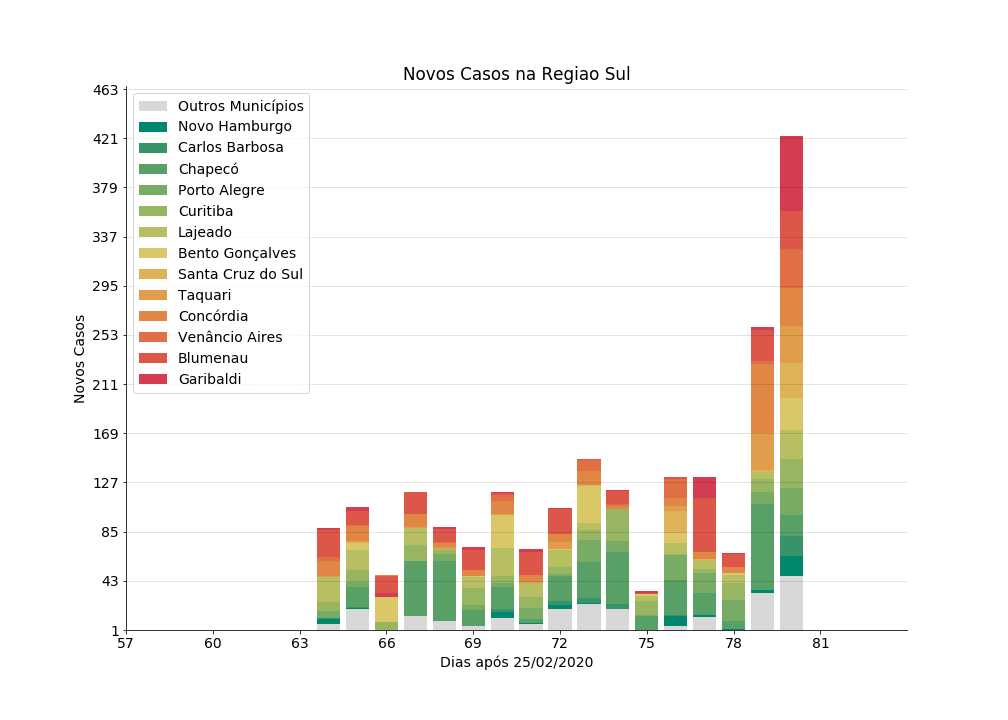 Novos Casos na Regiao Sul
463
421
379
337
295
253
211
169
127
85
43
1
Novos Casos
Outros Municípios
Novo Hamburgo
Carlos Barbosa
Chapecó
Porto Alegre
Curitiba
Lajeado
Bento Gonçalves
Santa Cruz do Sul
Taquari
Concórdia
Venâncio Aires
Blumenau
Garibaldi
57 60 63 66 69 72 75 78 81
Dias após 25/02/2020